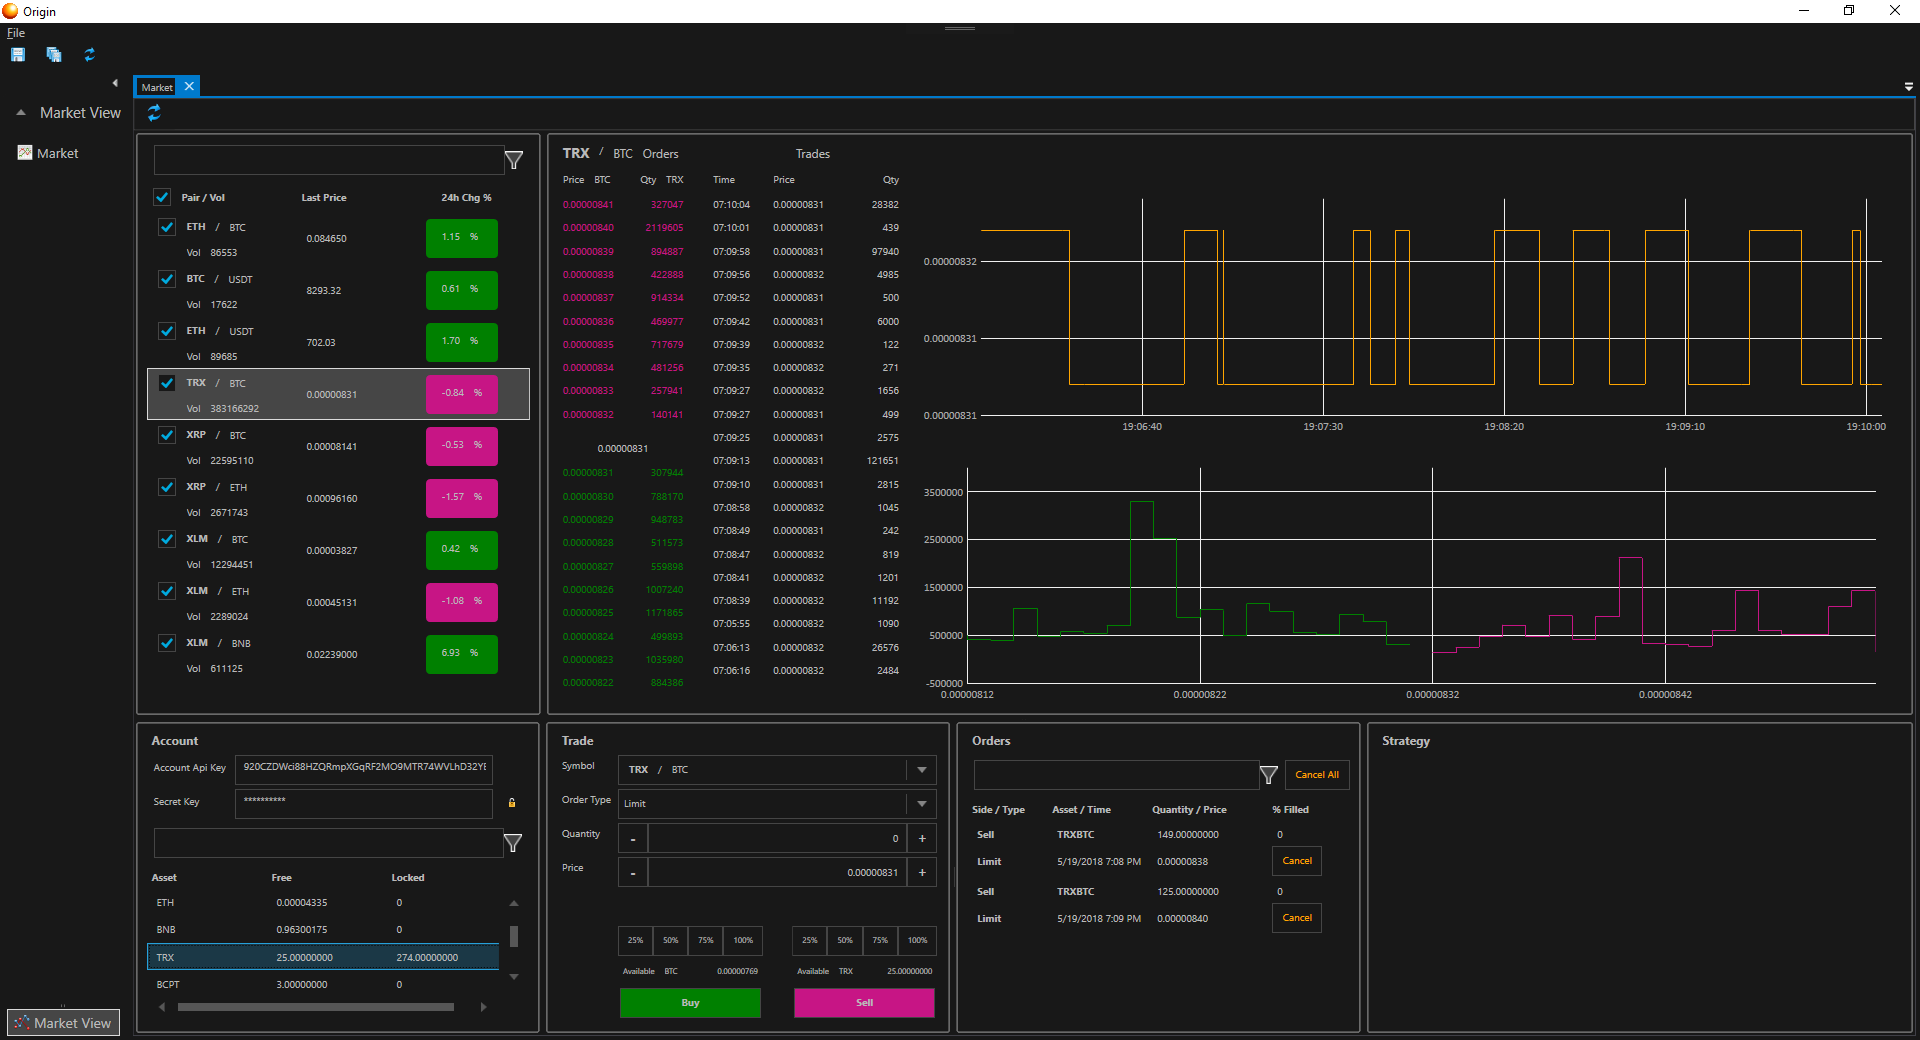 Origin
File
Market
Market View
Market
Pair / Vol Last Price 24h Chg %
ETH / BTC
0.084650 1.15 %
Vol 86553
BTC / USDT
8293.32 0.61 %
Vol 17622
ETH / USDT
702.03 1.70 %
Vol 89685
TRX / BTC
0.00000831 -0.84 %
Vol 383166292
XRP / BTC
0.00008141 -0.53 %
Vol 22595110
XRP / ETH
0.00096160 -1.57 %
Vol 2671743
XLM / BTC
0.00003827 0.42 %
Vol 12294451
XLM / ETH
0.00045131 -1.08 %
Vol 2289024
XLM / BNB
0.02239000 6.93 %
Vol 611125
TRX / BTC Orders
Price BTC Qty TRX
0.00000841 327047
0.00000840 2119605
0.00000839 894887
0.00000838 422888
0.00000837 914334
0.00000836 469977
0.00000835 717679
0.00000834 481256
0.00000833 257941
0.00000832 140141
0.00000831
0.00000831 307944
0.00000830 788170
0.00000829 948783
0.00000828 511573
0.00000827 559898
0.00000826 1007240
0.00000825 1171865
0.00000824 499893
0.00000823 1035980
0.00000822 884386
Trades
Time Price Qty
07:10:04 0.00000831 28382
07:10:01 0.00000831 439
07:09:58 0.00000831 97940
07:09:56 0.00000832 4985
07:09:52 0.00000831 500
07:09:42 0.00000831 6000
07:09:39 0.00000832 122
07:09:35 0.00000832 271
07:09:27 0.00000832 1656
07:09:27 0.00000831 499
07:09:25 0.00000831 2575
07:09:13 0.00000831 121651
07:09:10 0.00000831 2815
07:08:58 0.00000832 1045
07:08:49 0.00000831 242
07:08:47 0.00000832 819
07:08:41 0.00000832 1201
07:08:39 0.00000832 11192
07:05:55 0.00000832 1090
07:06:13 0.00000832 26576
07:06:16 0.00000832 2484
0.00000832
0.00000831
0.00000831
19:06:40 19:07:30 19:08:20 19:09:10 19:10:00
3500000
2500000
1500000
500000
-500000
0.00000812 0.00000822 0.00000832 0.00000842
Account
Account Api Key 920CZDWci88HZQRmpXGqRF2MO9MTR74WVLhD32YE
Secret Key **********
Asset Free Locked
ETH 0.00004335 0
BNB 0.96300175 0
TRX 25.00000000 274.00000000
BCPT 3.00000000 0
Trade
Symbol TRX / BTC
Order Type Limit
Quantity - 0 +
Price - 0.00000831 +
25% 50% 75% 100% 25% 50% 75% 100%
Available BTC 0.00000769 Available TRX 25.00000000
Buy Sell
Orders
Cancel All
Side / Type Asset / Time Quantity / Price % Filled
Sell TRXBTC 149.00000000 0
Limit 5/19/2018 7:08 PM 0.00000838 Cancel
Sell TRXBTC 125.00000000 0
Limit 5/19/2018 7:09 PM 0.00000840 Cancel
Strategy
Market View